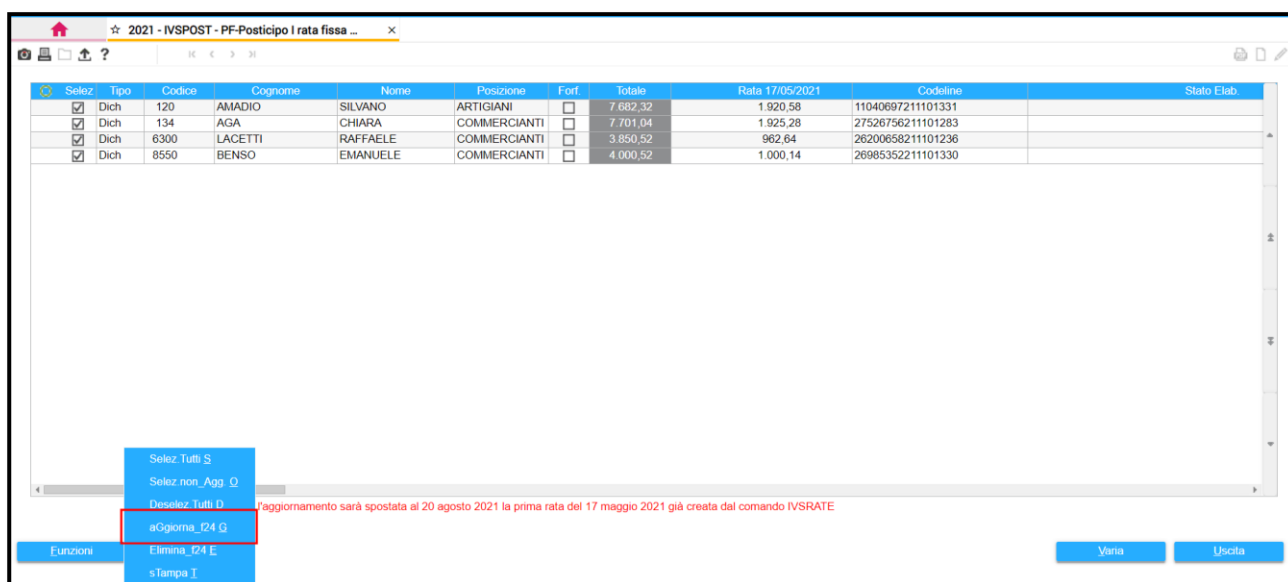 ☆ 2021 - IVSPOST - PF-Posticipo I rata fissa ... ×
?
Selez Tipo Codice Cognome Nome Posizione Forf. Totale Rata 17/05/2021 Codeline Stato Elab.
Dich 120 AMADIO SILVANO ARTIGIANI 7.682,32 1.920,58 11040697211101331
Dich 134 AGA CHIARA COMMERCIANTI 7.701,04 1.925,28 27526756211101283
Dich 6300 LACETTI RAFFAELE COMMERCIANTI 3.850,52 962,64 26200658211101236
Dich 8550 BENSO EMANUELE COMMERCIANTI 4.000,52 1.000,14 26985352211101330
Selez.Tutti S
Selez.non_Agg. O
Deselez.Tutti D
l'aggiornamento sarà spostata al 20 agosto 2021 la prima rata del 17 maggio 2021 già creata dal comando IVSRATE
aGgiorna_f24 G
Elimina_f24 E
sTampa T
Funzioni
Varia
Uscita